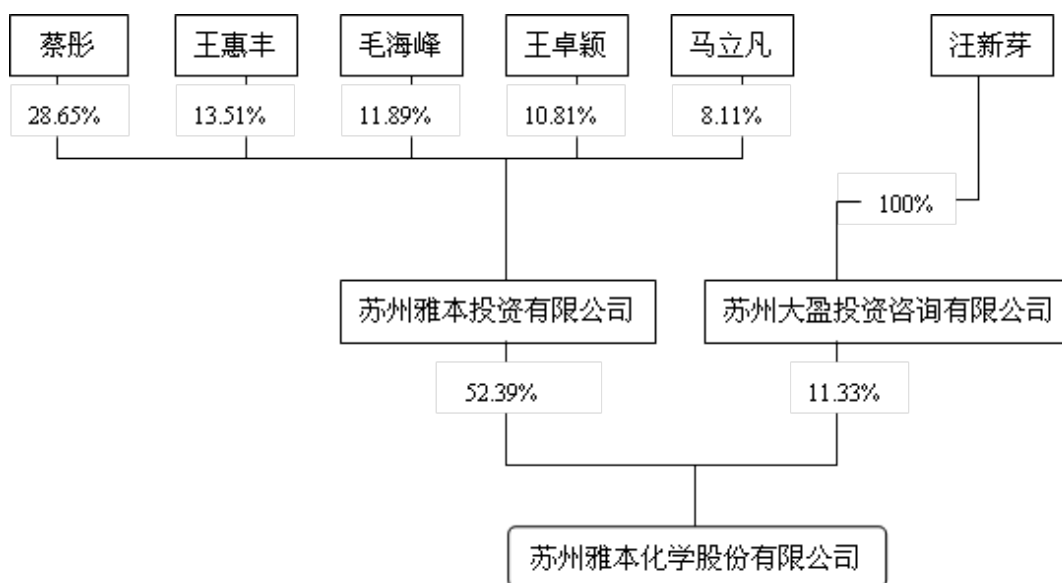 蔡彤
王惠丰
毛海峰
王卓颖
马立凡
汪新芽
28.65%
13.51%
11.89%
10.81%
8.11%
100%
苏州雅本投资有限公司
苏州大盈投资咨询有限公司
52.39%
11.33%
苏州雅本化学股份有限公司